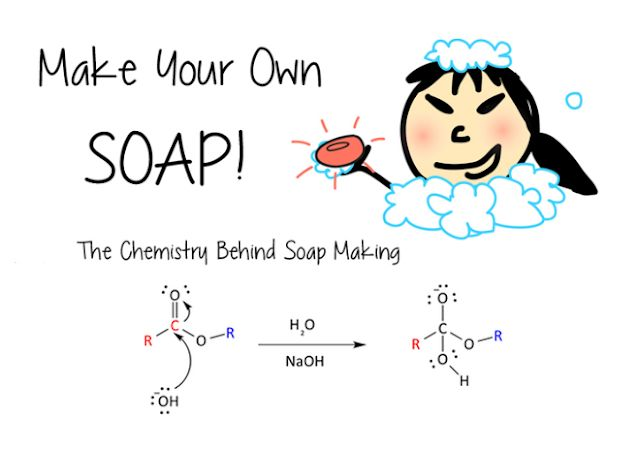 Make Your Own
SOAP!
The Chemistry Behind Soap Making
:O:
C
R
O
R
:OH
H₂O
NaOH
:O:
C
R
O
R
:O:
H